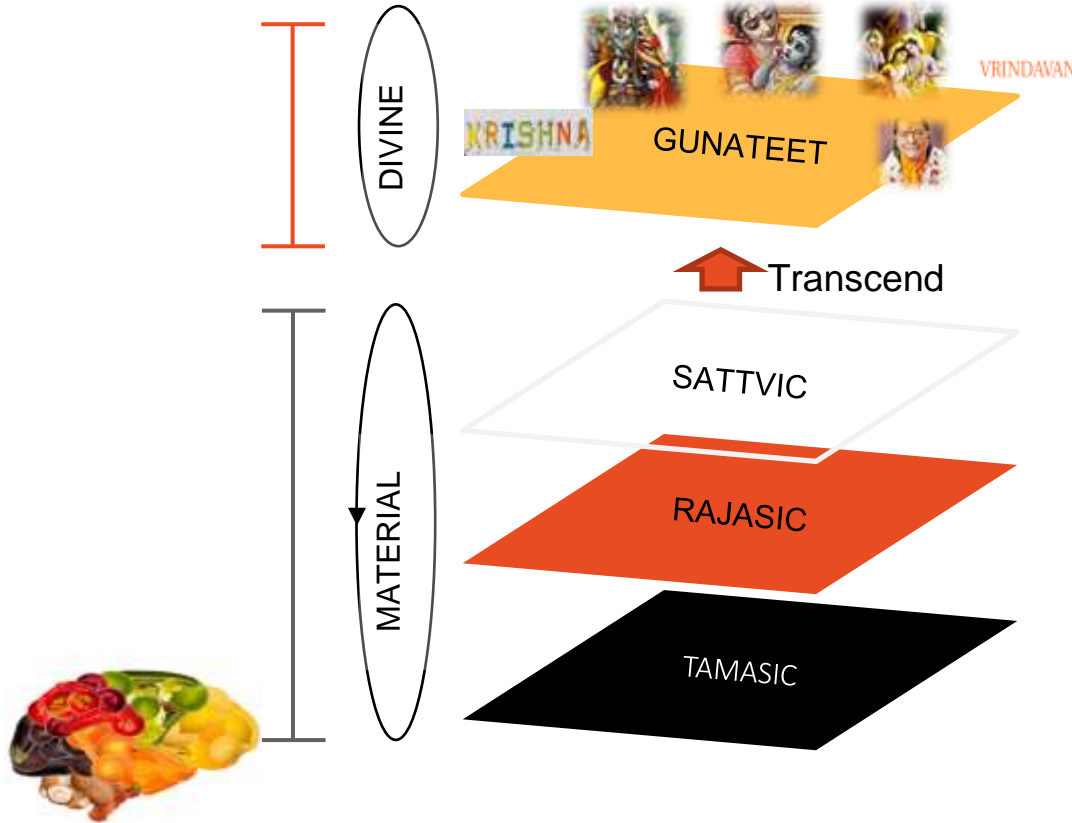 VRINDAVAN
DIVINE
KRISHNA
GUNATEET
Transcend
SATTVIC
MATERIAL
RAJASIC
TAMASIC